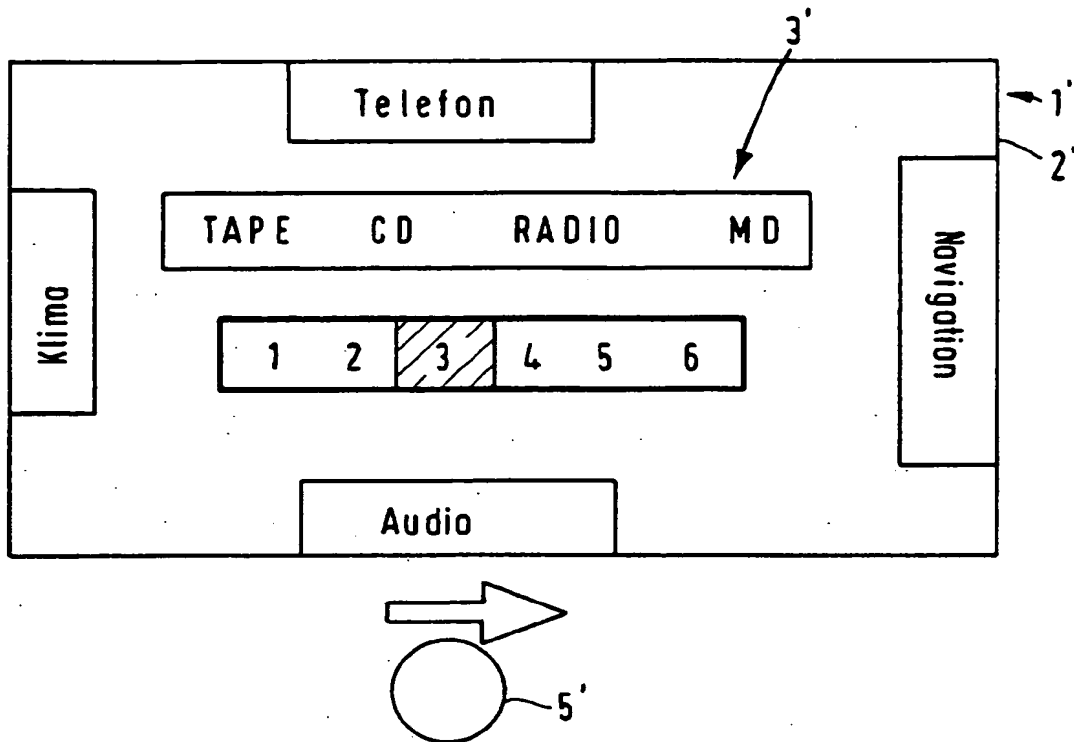 3'
Telefon
1'
2'
TAPE CD RADIO MD
Klima
Navigation
1 2 3 4 5 6
Audio
5'